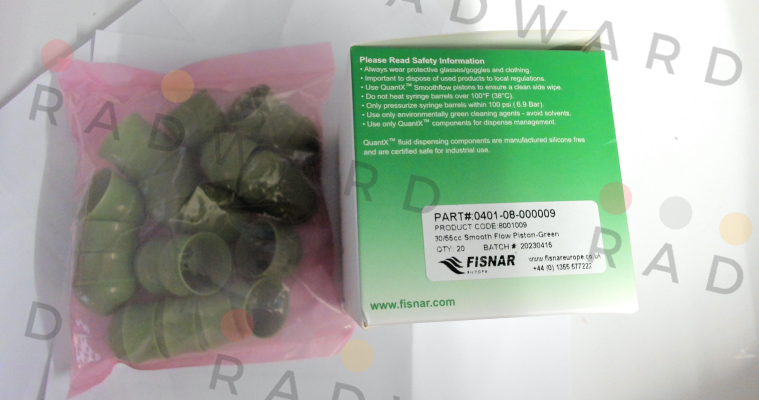 RADWARD
Please Read Safety Information
• Always wear protective glasses/goggles and clothing.
• Important to dispose of used products to local regulations.
• Use QuantX™ Smoothflow pistons to ensure a clean side wipe.
• Do not heat syringe barrels over 100°F (38°C).
• Only pressurize syringe barrels within 100 psi ( 6.9 Bar).
• Use only environmentally green cleaning agents - avoid solvents.
• Use only QuantX™ components for dispense management.
QuantX™ fluid dispensing components are manufactured silicone free
and are certified safe for industrial use.
RADWARD
PART#:0401-08-000009
PRODUCT CODE:8001009
30/55cc Smooth Flow Piston-Green
QTY: 20 BATCH # 20230415
FISNAR
EUROPE
www.fisnareurope.co.uk
+44 (0) 1355 577222
www.fisnar.com
RAD
D
RAD